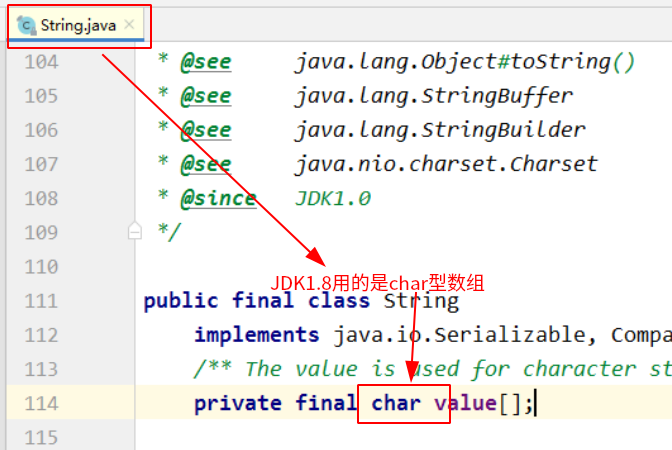 String.java
104 * @see java.lang.Object#toString()
105 * @see java.lang.StringBuffer
106 * @see java.lang.StringBuilder
107 * @see java.nio.charset.Charset
108 * @since JDK1.0
109 */
110
JDK1.8用的是char型数组
111 public final class String
112 implements java.io.Serializable, Compa
113 /** The value is used for character st
114 private final char value[];
115